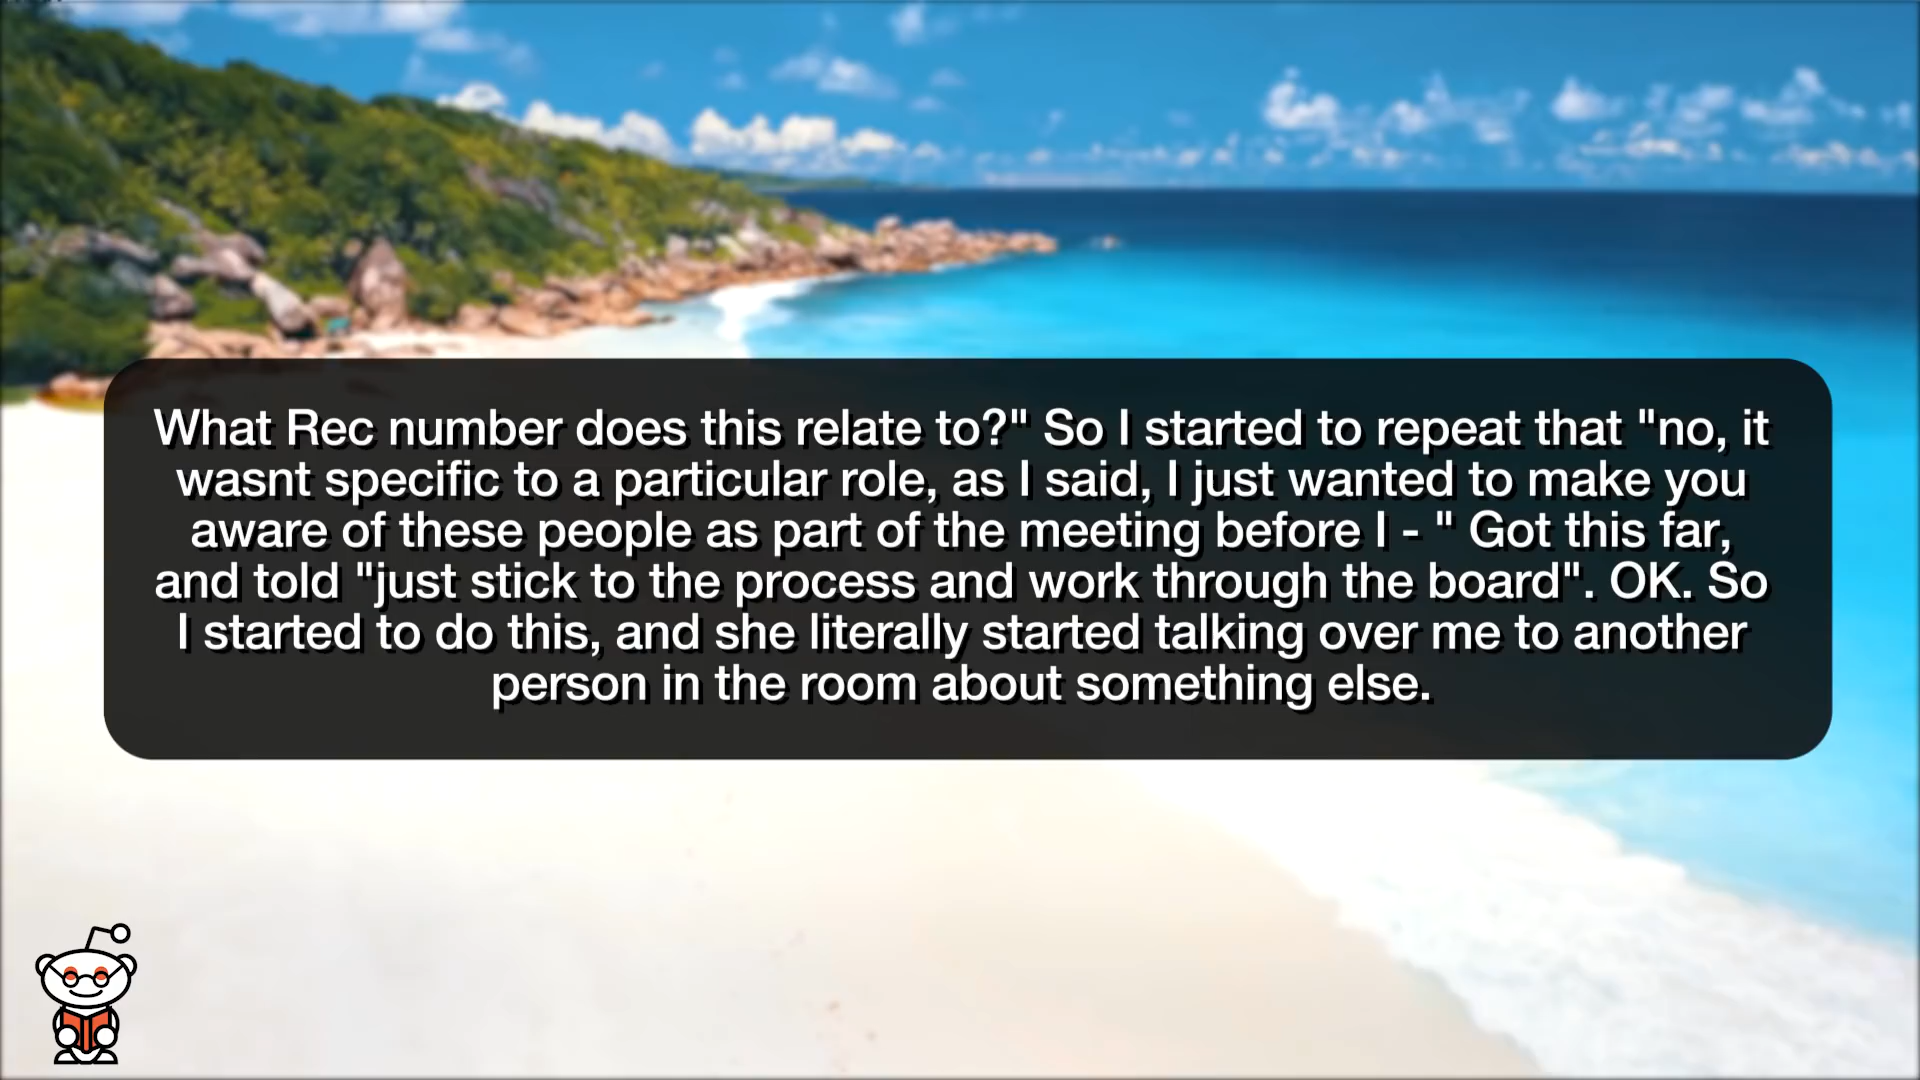 What Rec number does this relate to?" So I started to repeat that "no, it
wasnt specific to a particular role, as I said, I just wanted to make you
aware of these people as part of the meeting before I - " Got this far,
and told "just stick to the process and work through the board". OK. So
I started to do this, and she literally started talking over me to another
person in the room about something else.